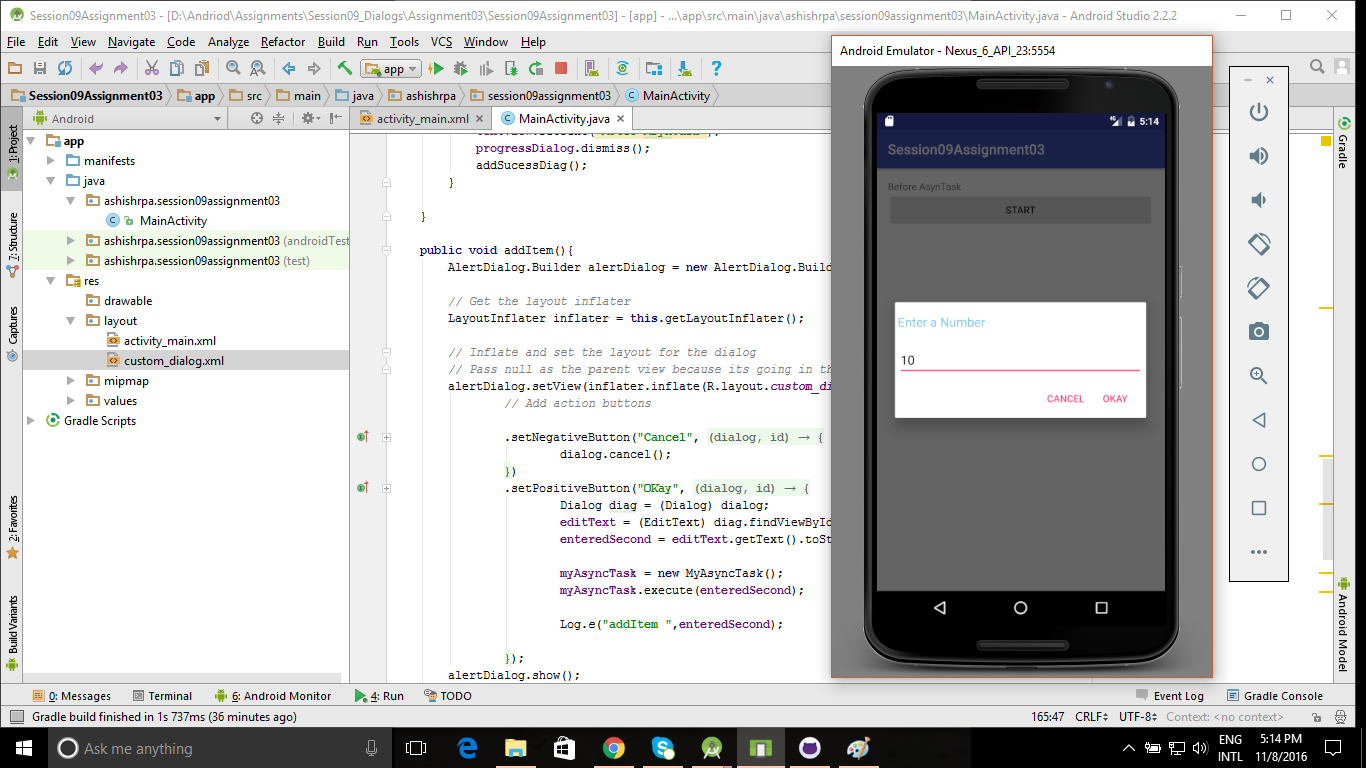 Session09Assignment03 - [D:\Andriod\Assignments\Session_09_Dialogs\Assignment03\Session09Assignment03] - [app] - ...\app\src\main\java\ashishrpa\session09assignment03\MainActivity.java - Android Studio 2.2.2
File Edit View Navigate Code Analyze Refactor Build Run Tools VCS Window Help
app
Session09Assignment03 app src main java ashishrpa session09assignment03 MainActivity
Android
activity_main.xml MainActivity.java
1: Project
7: Structure
Captures
2: Favorites
Build Variants
app
manifests
java
ashishrpa.session09assignment03
MainActivity
ashishrpa.session09assignment03 (androidTest
ashishrpa.session09assignment03 (test)
res
drawable
layout
activity_main.xml
custom_dialog.xml
mipmap
values
Gradle Scripts
progressDialog.dismiss();
addSucessDiag();
}
}
public void addItem(){
AlertDialog.Builder alertDialog = new AlertDialog.Build
// Get the layout inflater
LayoutInflater inflater = this.getLayoutInflater();
// Inflate and set the layout for the dialog
// Pass null as the parent view because its going in th
alertDialog.setView(inflater.inflate(R.layout.custom_di
// Add action buttons
.setNegativeButton("Cancel", (dialog, id) → {
dialog.cancel();
})
.setPositiveButton("OKay", (dialog, id) → {
Dialog diag = (Dialog) dialog;
editText = (EditText) diag.findViewById
enteredSecond = editText.getText().toSt
myAsyncTask = new MyAsyncTask();
myAsyncTask.execute(enteredSecond);
Log.e("addItem ",enteredSecond);
});
alertDialog.show();
Android Emulator - Nexus_6_API_23:5554
5:14
Session09Assignment03
Before AsynTask
START
Enter a Number
10
CANCEL OKAY
Gradle
Android Model
0: Messages Terminal 6: Android Monitor 4: Run TODO Event Log Gradle Console
Gradle build finished in 1s 737ms (36 minutes ago) 165:47 CRLF UTF-8 Context: <no context>
Ask me anything
ENG
INTL
5:14 PM
11/8/2016